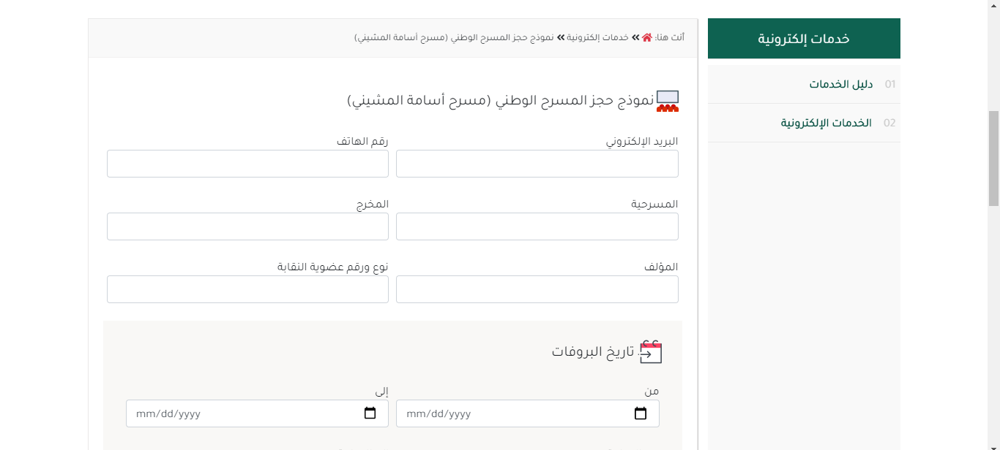 خدمات إلكترونية
01 دليل الخدمات
02 الخدمات الإلكترونية
أنت هنا: » خدمات إلكترونية » نموذج حجز المسرح الوطني (مسرح أسامة المشيني)
نموذج حجز المسرح الوطني (مسرح أسامة المشيني)
البريد الإلكتروني رقم الهاتف
المسرحية المخرج
المؤلف نوع ورقم عضوية النقابة
تاريخ البروفات
من إلى
mm/dd/yyyy mm/dd/yyyy